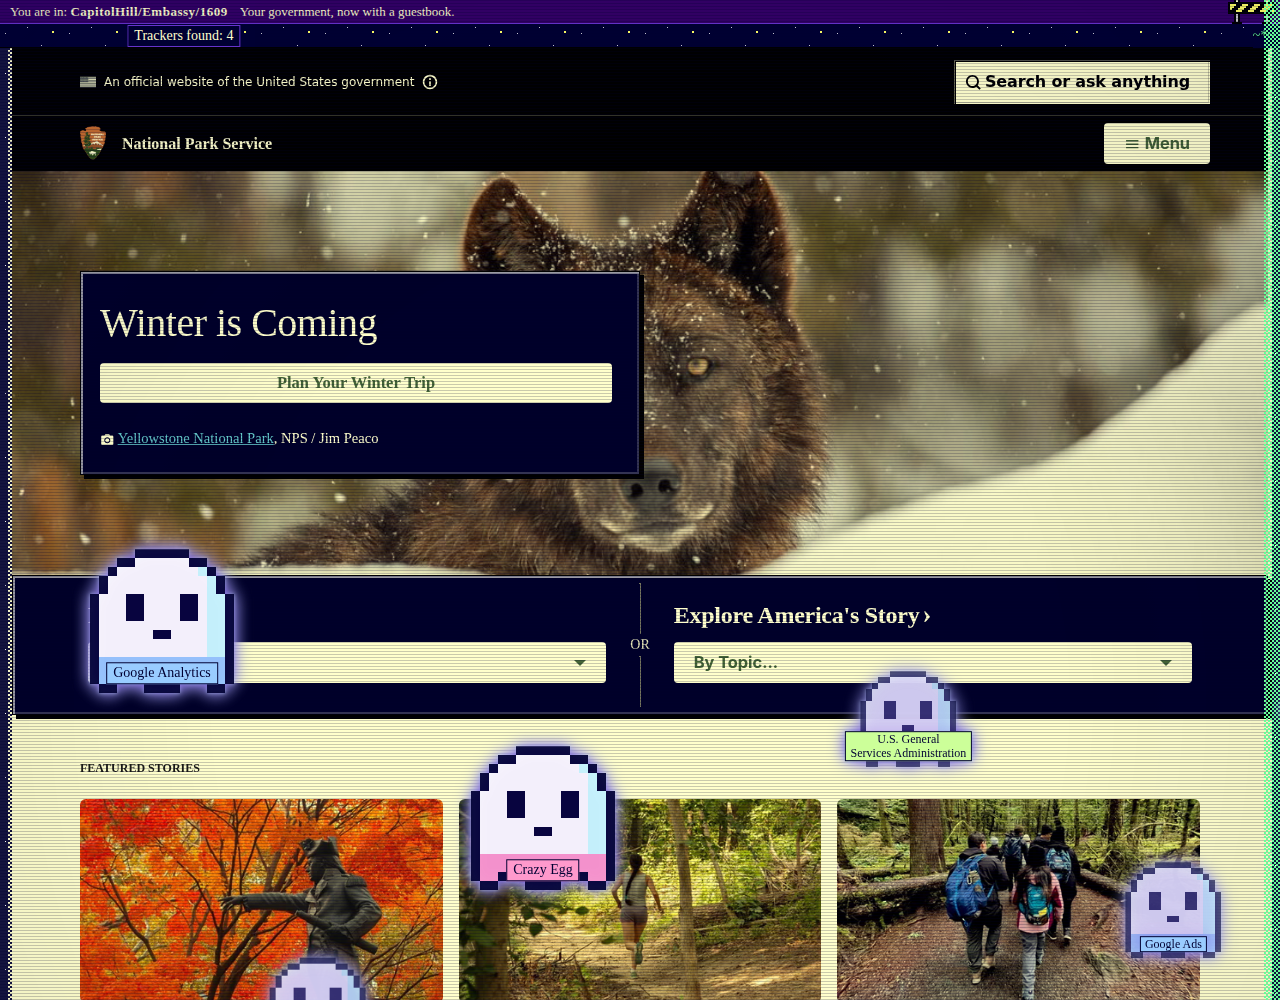 You are in: CapitolHill/Embassy/1609 Your government, now with a guestbook.
Trackers found: 4
An official website of the United States government
Search or ask anything
National Park Service
Menu
Winter is Coming
Plan Your Winter Trip
Yellowstone National Park, NPS / Jim Peaco
Google Analytics
OR
Explore America's Story ›
By Topic...
U.S. General
Services Administration
FEATURED STORIES
Crazy Egg
Google Ads